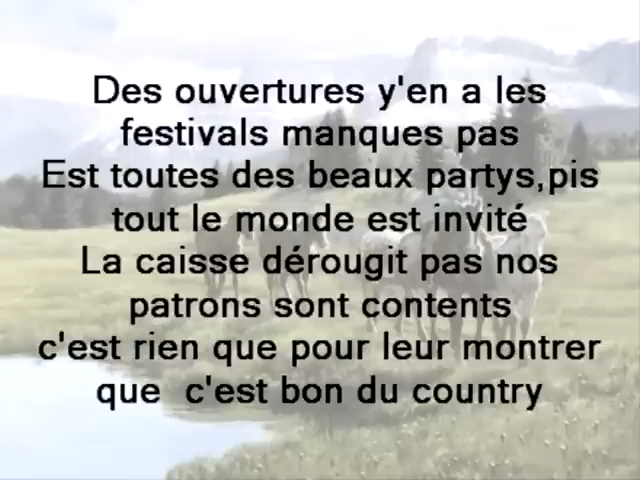 Des ouvertures y'en a les
festivals manques pas
Est toutes des beaux partys,pis
tout le monde est invité
La caisse dérougit pas nos
patrons sont contents
c'est rien que pour leur montrer
que  c'est bon du country